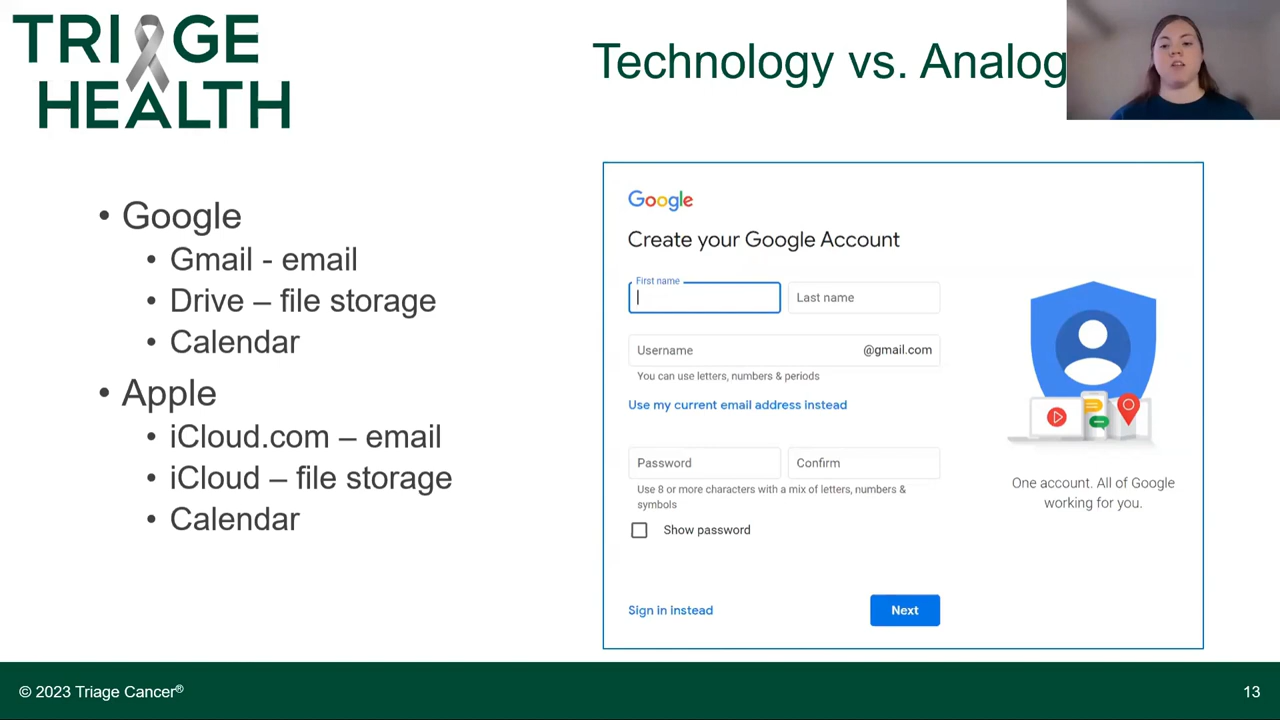 TRIAGE
HEALTH
Technology vs. Analog
• Google
• Gmail - email
• Drive – file storage
• Calendar
• Apple
• iCloud.com – email
• iCloud – file storage
• Calendar
Google
Create your Google Account
First name
Last name
Username @gmail.com
You can use letters, numbers & periods
Use my current email address instead
Password
Confirm
Use 8 or more characters with a mix of letters, numbers &
symbols
Show password
Sign in instead
Next
One account. All of Google
working for you.
© 2023 Triage Cancer®
13